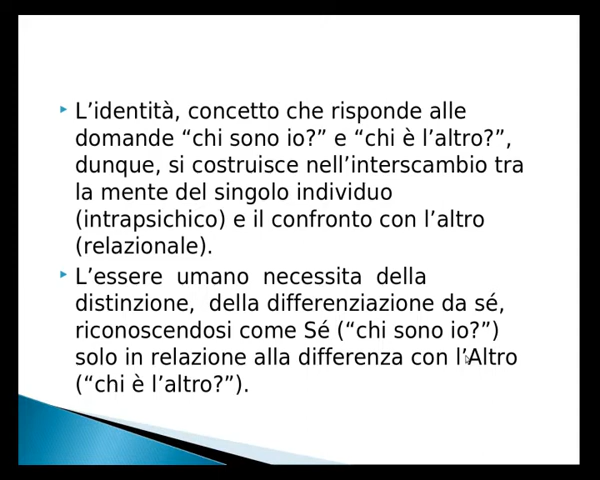 L’identità, concetto che risponde alle
domande “chi sono io?” e “chi è l’altro?”,
dunque, si costruisce nell’interscambio tra
la mente del singolo individuo
(intrapsichico) e il confronto con l’altro
(relazionale).
L’essere umano necessita della
distinzione, della differenziazione da sé,
riconoscendosi come Sé (“chi sono io?”)
solo in relazione alla differenza con l’Altro
(“chi è l’altro?”).